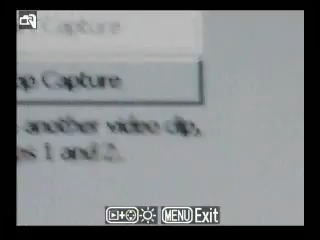 Capture
p Capture
another video clip,
s 1 and 2.
MENU Exit